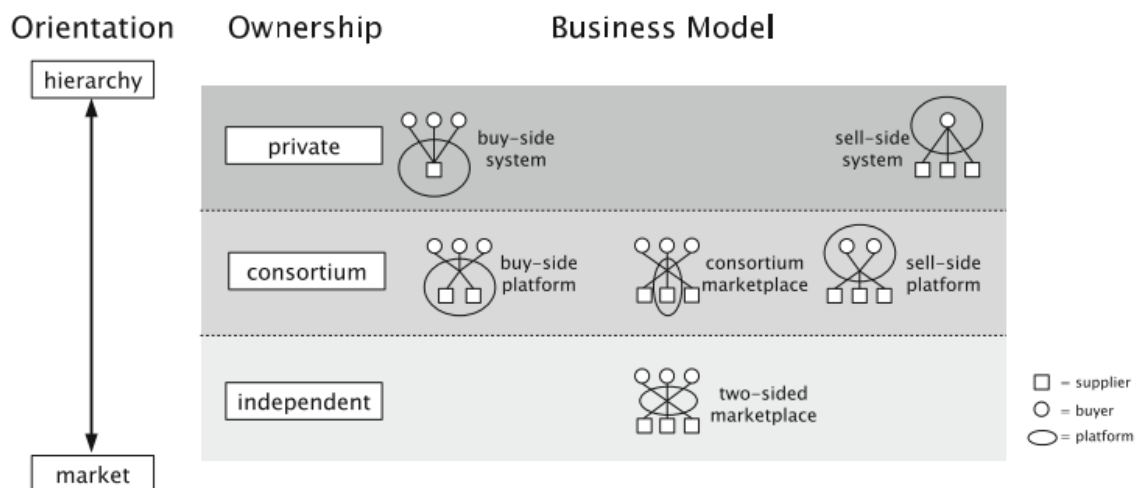 Orientation
Ownership
Business Model
hierarchy
private
buy-side
system
sell-side
system
consortium
buy-side
platform
consortium
marketplace
sell-side
platform
independent
two-sided
marketplace
= supplier
= buyer
= platform
market